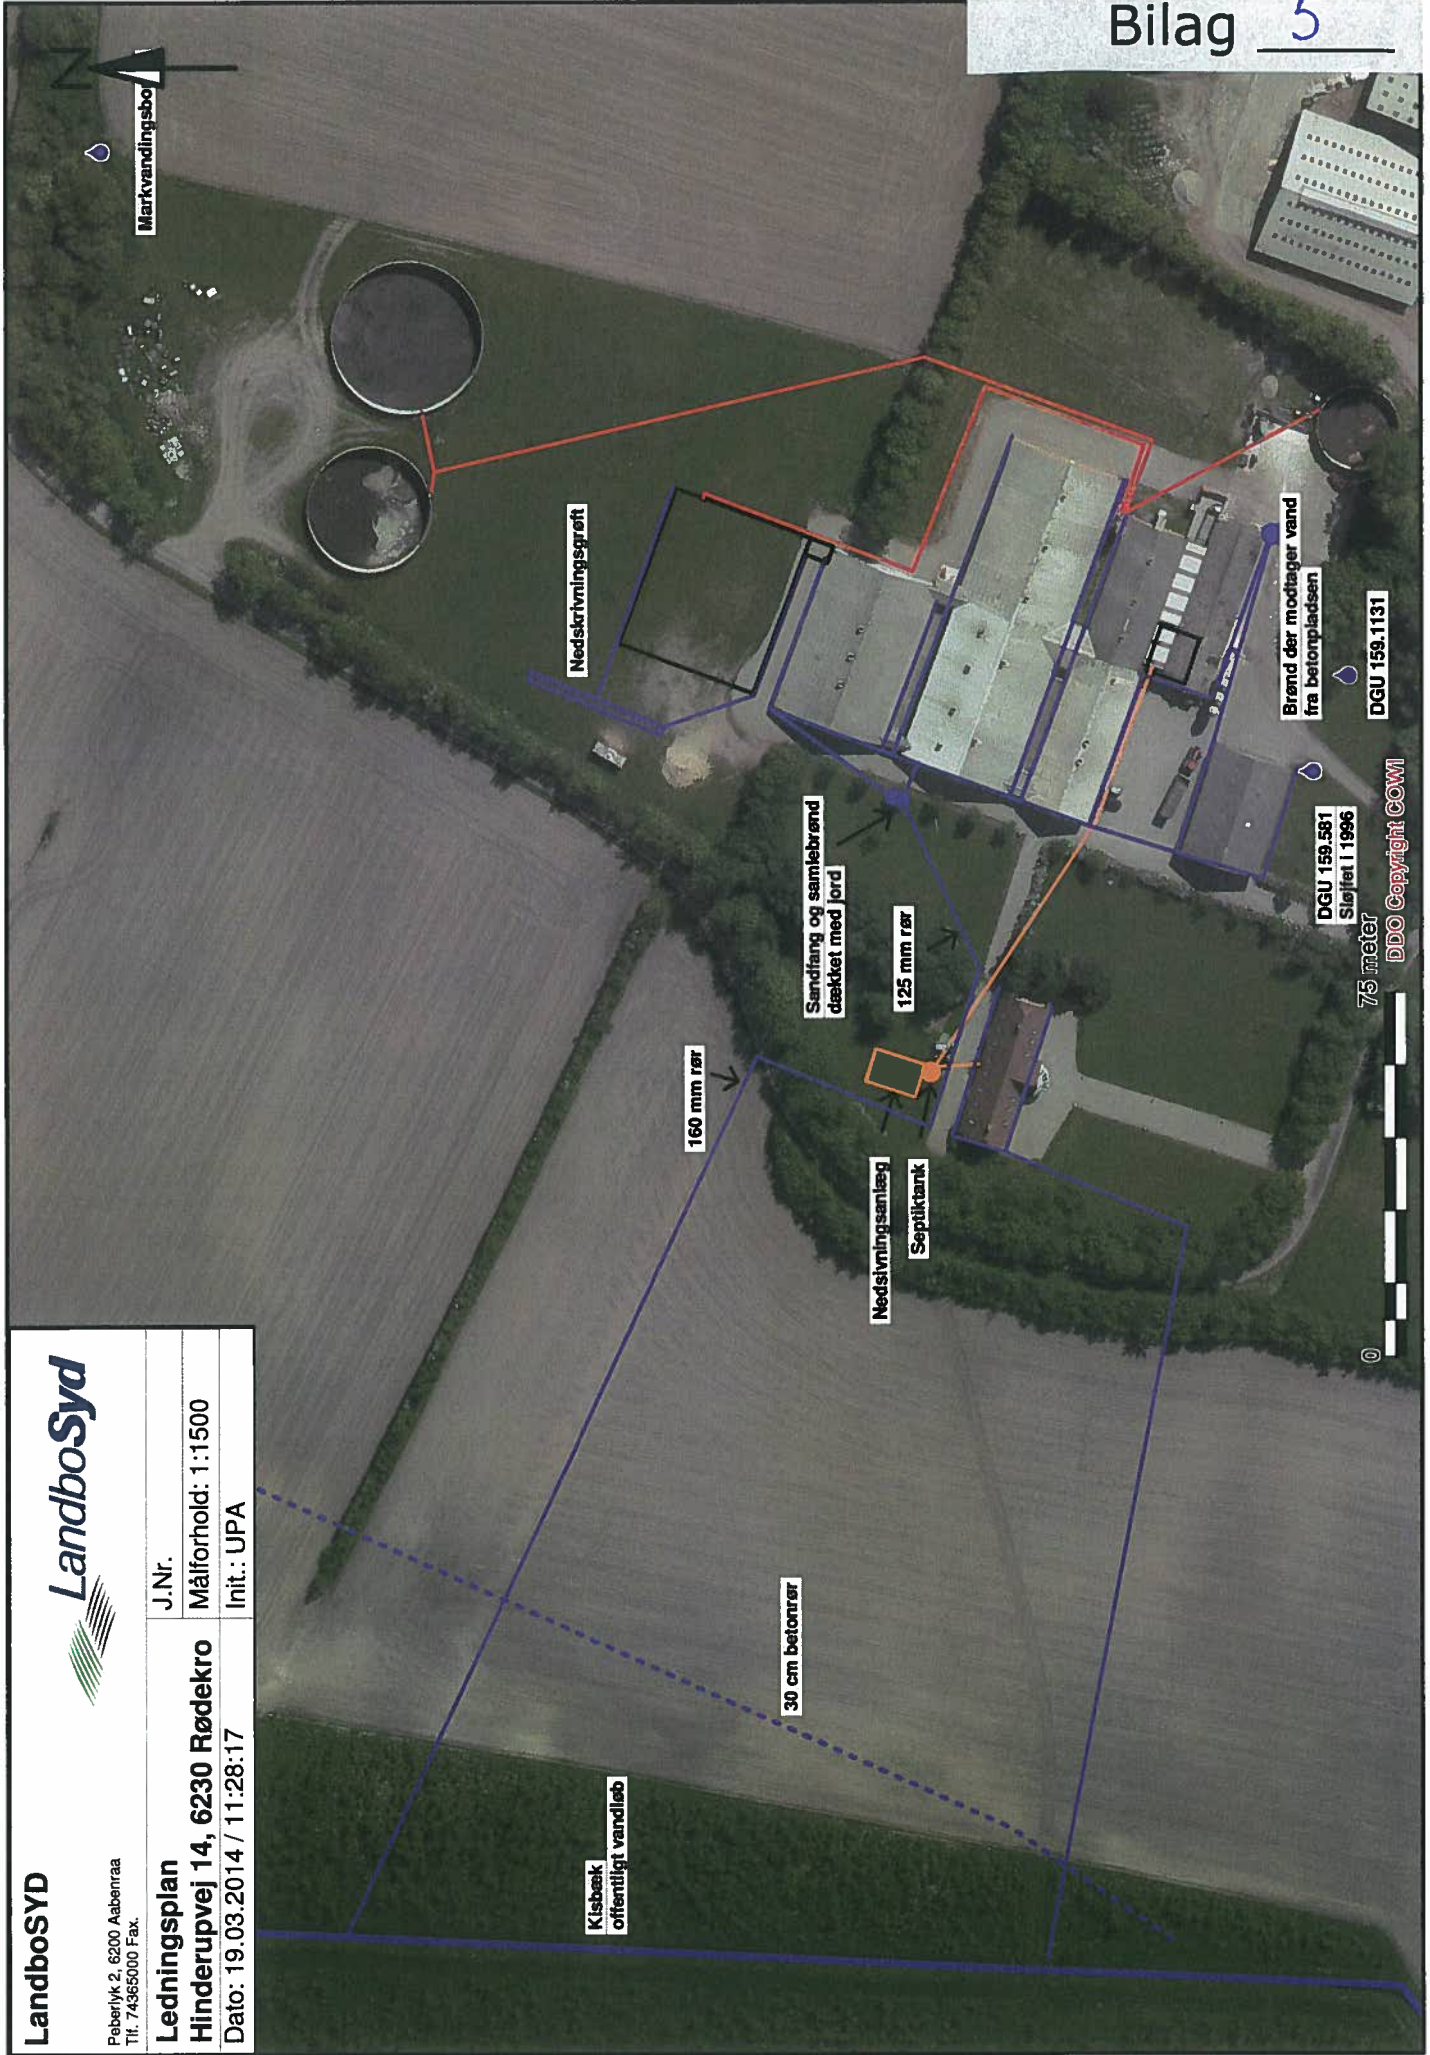 Bilag 5
LandboSYD
Peberlyk 2, 6200 Aabenraa
Tlf. 74365000 Fax.
LandboSyd
Ledningsplan
J.Nr.
Hinderupvej 14, 6230 Rødekro
Målforhold: 1:1500
Dato: 19.03.2014 / 11:28:17
Init.: UPA
N
Markvandingsbor
Nedskrivningsgrøft
Sandfang og samlebrønd
dækket med jord
125 mm rør
160 mm rør
Nedsivningsanlæg
Septiktank
30 cm betonrør
Kisbæk
offentligt vandløb
Brønd der modtager vand
fra betonpladsen
DGU 159.1131
DGU 159.581
Sløjfet i 1996
0
75 meter
DDO Copyright COWI